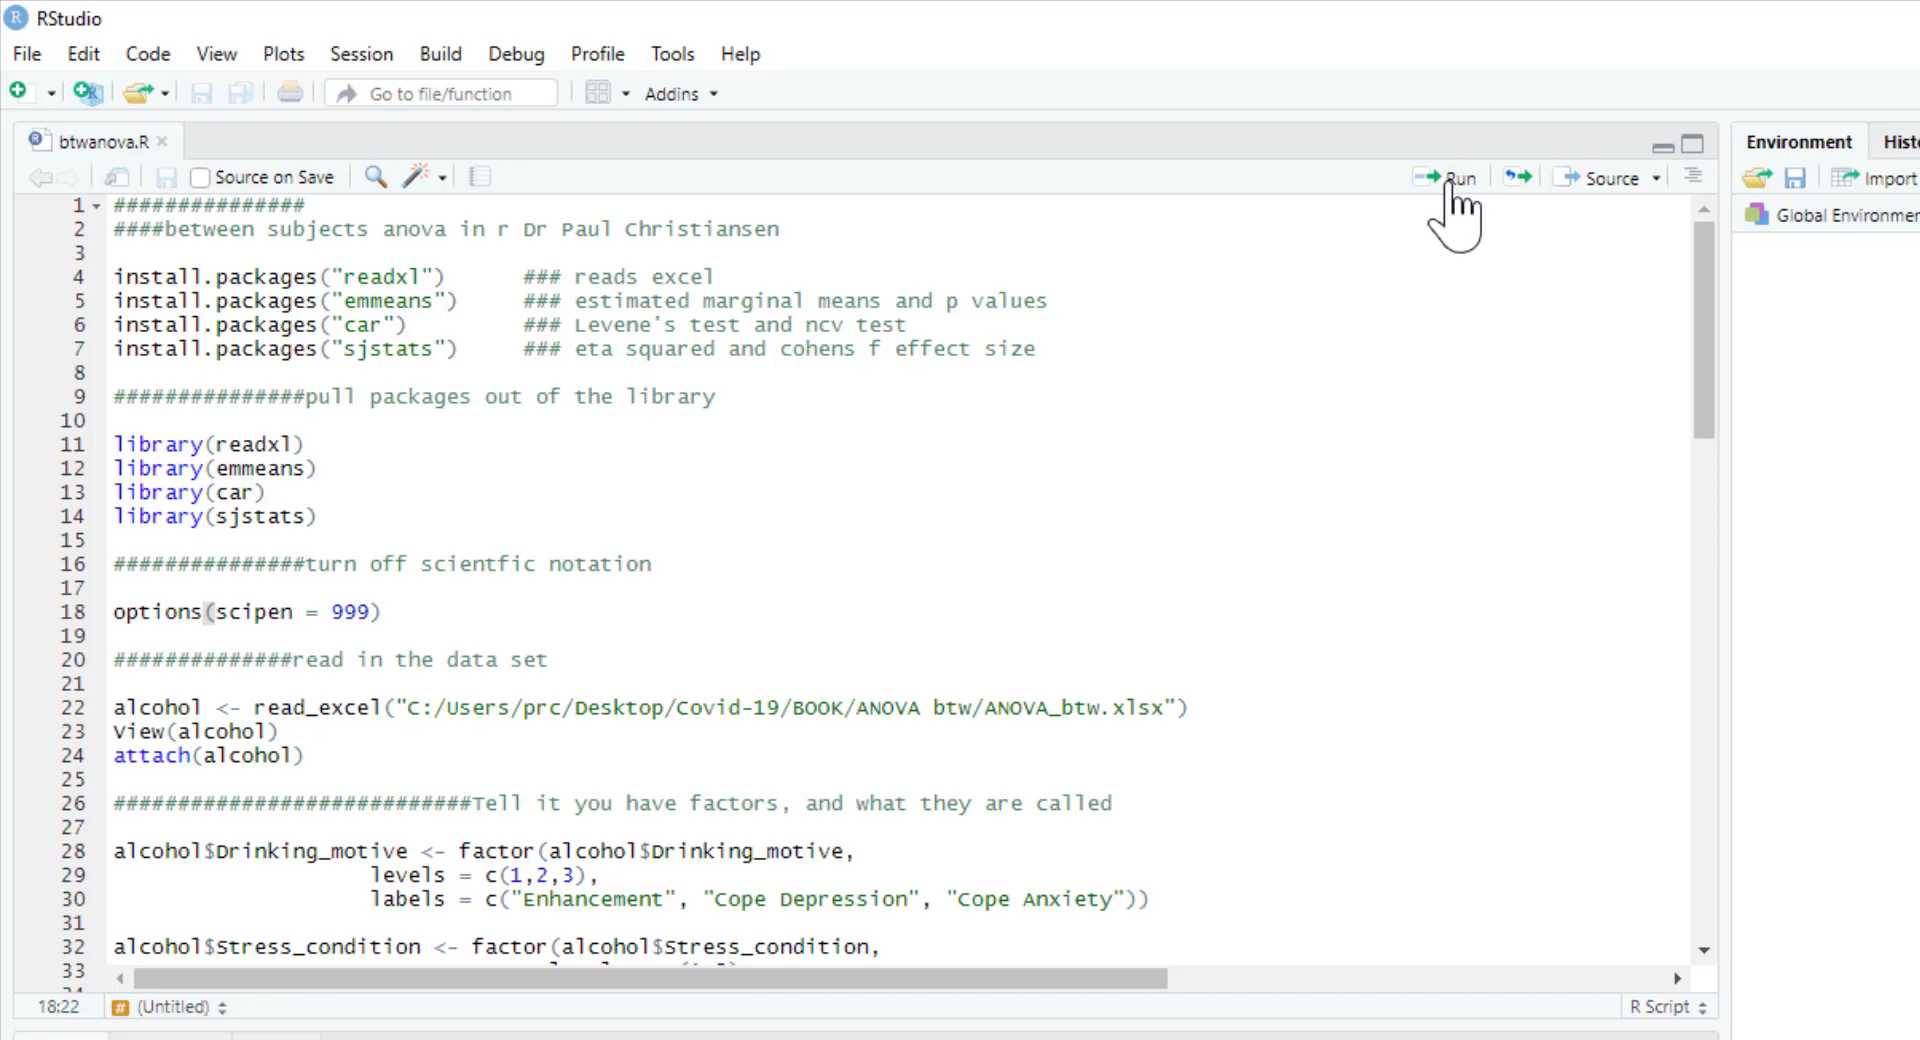 RStudio
File Edit Code View Plots Session Build Debug Profile Tools Help
Go to file/function Addins
btwanova.R
Source on Save Run Source
Environment
Import
Global
1 ###############
2 ####between subjects anova in r Dr Paul Christiansen
3
4 install.packages("readxl") ### reads excel
5 install.packages("emmeans") ### estimated marginal means and p values
6 install.packages("car") ### Levene's test and ncv test
7 install.packages("sjstats") ### eta squared and cohens f effect size
8
9 ###############pull packages out of the library
10
11 library(readxl)
12 library(emmeans)
13 library(car)
14 library(sjstats)
15
16 ###############turn off scientfic notation
17
18 options(scipen = 999)
19
20 ##############read in the data set
21
22 alcohol <- read_excel("C:/Users/prc/Desktop/Covid-19/BOOK/ANOVA btw/ANOVA_btw.xlsx")
23 View(alcohol)
24 attach(alcohol)
25
26 ############################Tell it you have factors, and what they are called
27
28 alcohol$Drinking_motive <- factor(alcohol$Drinking_motive,
29 levels = c(1,2,3),
30 labels = c("Enhancement", "Cope Depression", "Cope Anxiety"))
31
32 alcohol$Stress_condition <- factor(alcohol$Stress_condition,
33
18:22 (Untitled) R Script